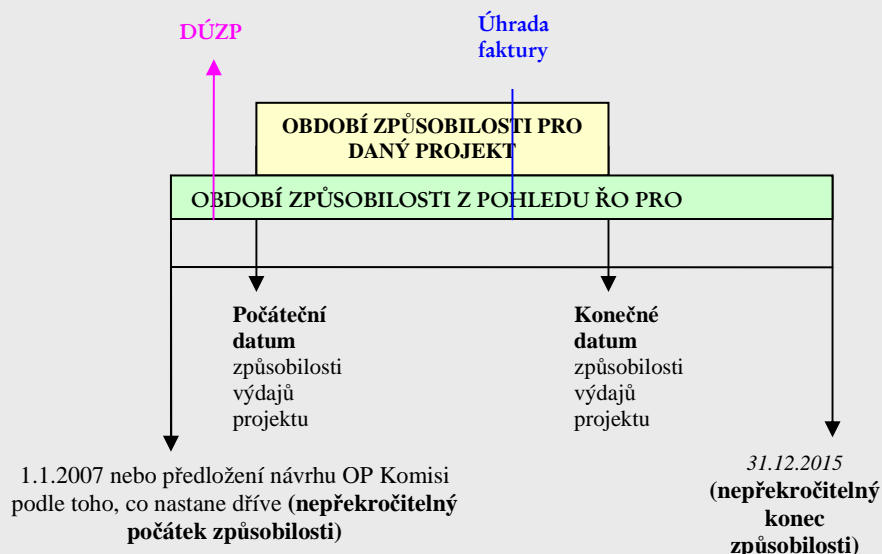 DÚZP
Úhrada
faktury
OBDOBÍ ZPŮSOBILOSTI PRO
DANÝ PROJEKT
OBDOBÍ ZPŮSOBILOSTI Z POHLEDU ŘO PRO
Počáteční
datum
způsobilosti
výdajů
projektu
Konečné
datum
způsobilosti
výdajů
projektu
1.1.2007 nebo předložení návrhu OP Komisi
podle toho, co nastane dříve (nepřekročitelný
počátek způsobilosti)
31.12.2015
(nepřekročitelný
konec
způsobilosti)